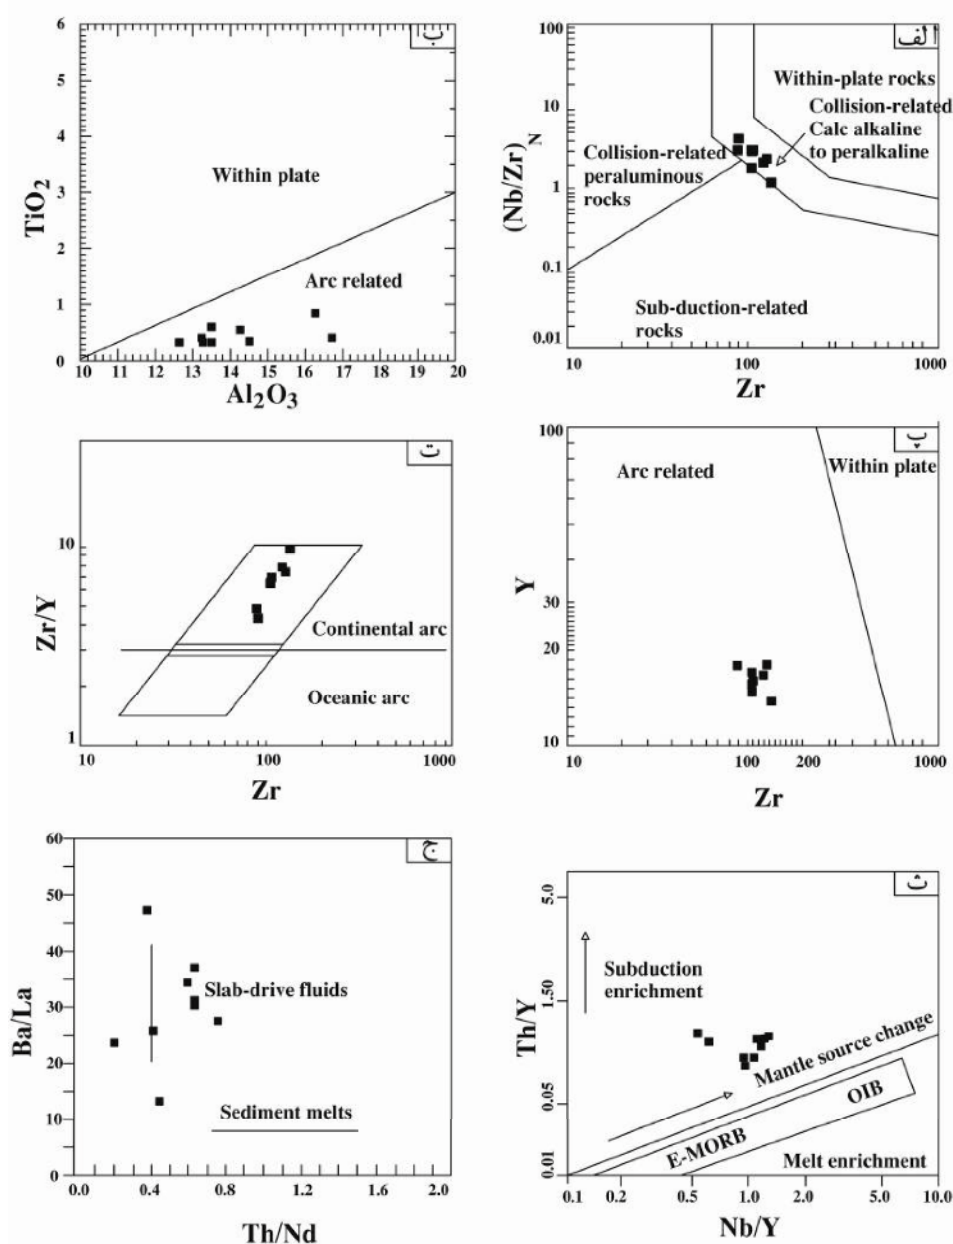 ب
6
5
4
3
2
1
0
TiO2
Within plate
Arc related
10 11 12 13 14 15 16 17 18 19 20
Al2O3
الف
100
10
1
0.1
0.01
(Nb/Zr)N
Within-plate rocks
Collision-related
Calc alkaline
to peralkaline
Collision-related
peraluminous
rocks
Sub-duction-related
rocks
10 100 1000
Zr
ت
10
1
Zr/Y
Continental arc
Oceanic arc
10 100 1000
Zr
پ
100
30
20
10
Y
Arc related
Within plate
10 100 200 1000
Zr
ج
60
50
40
30
20
10
0
Ba/La
Slab-drive fluids
Sediment melts
0.0 0.4 0.8 1.2 1.6 2.0
Th/Nd
ث
5.0
1.50
0.05
0.01
Th/Y
Subduction
enrichment
Mantle source change
OIB
E-MORB
Melt enrichment
0.1 0.2 0.5 1.0 2.0 5.0 10.0
Nb/Y